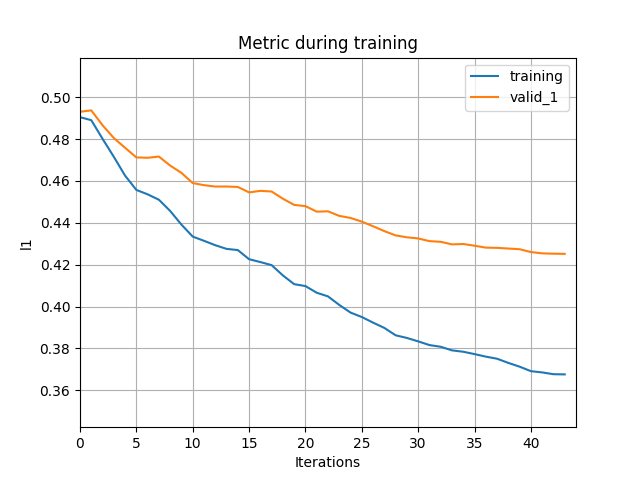 Metric during training
training
valid_1
0.50
0.48
0.46
0.44
0.42
0.40
0.38
0.36
l1
0 5 10 15 20 25 30 35 40
Iterations